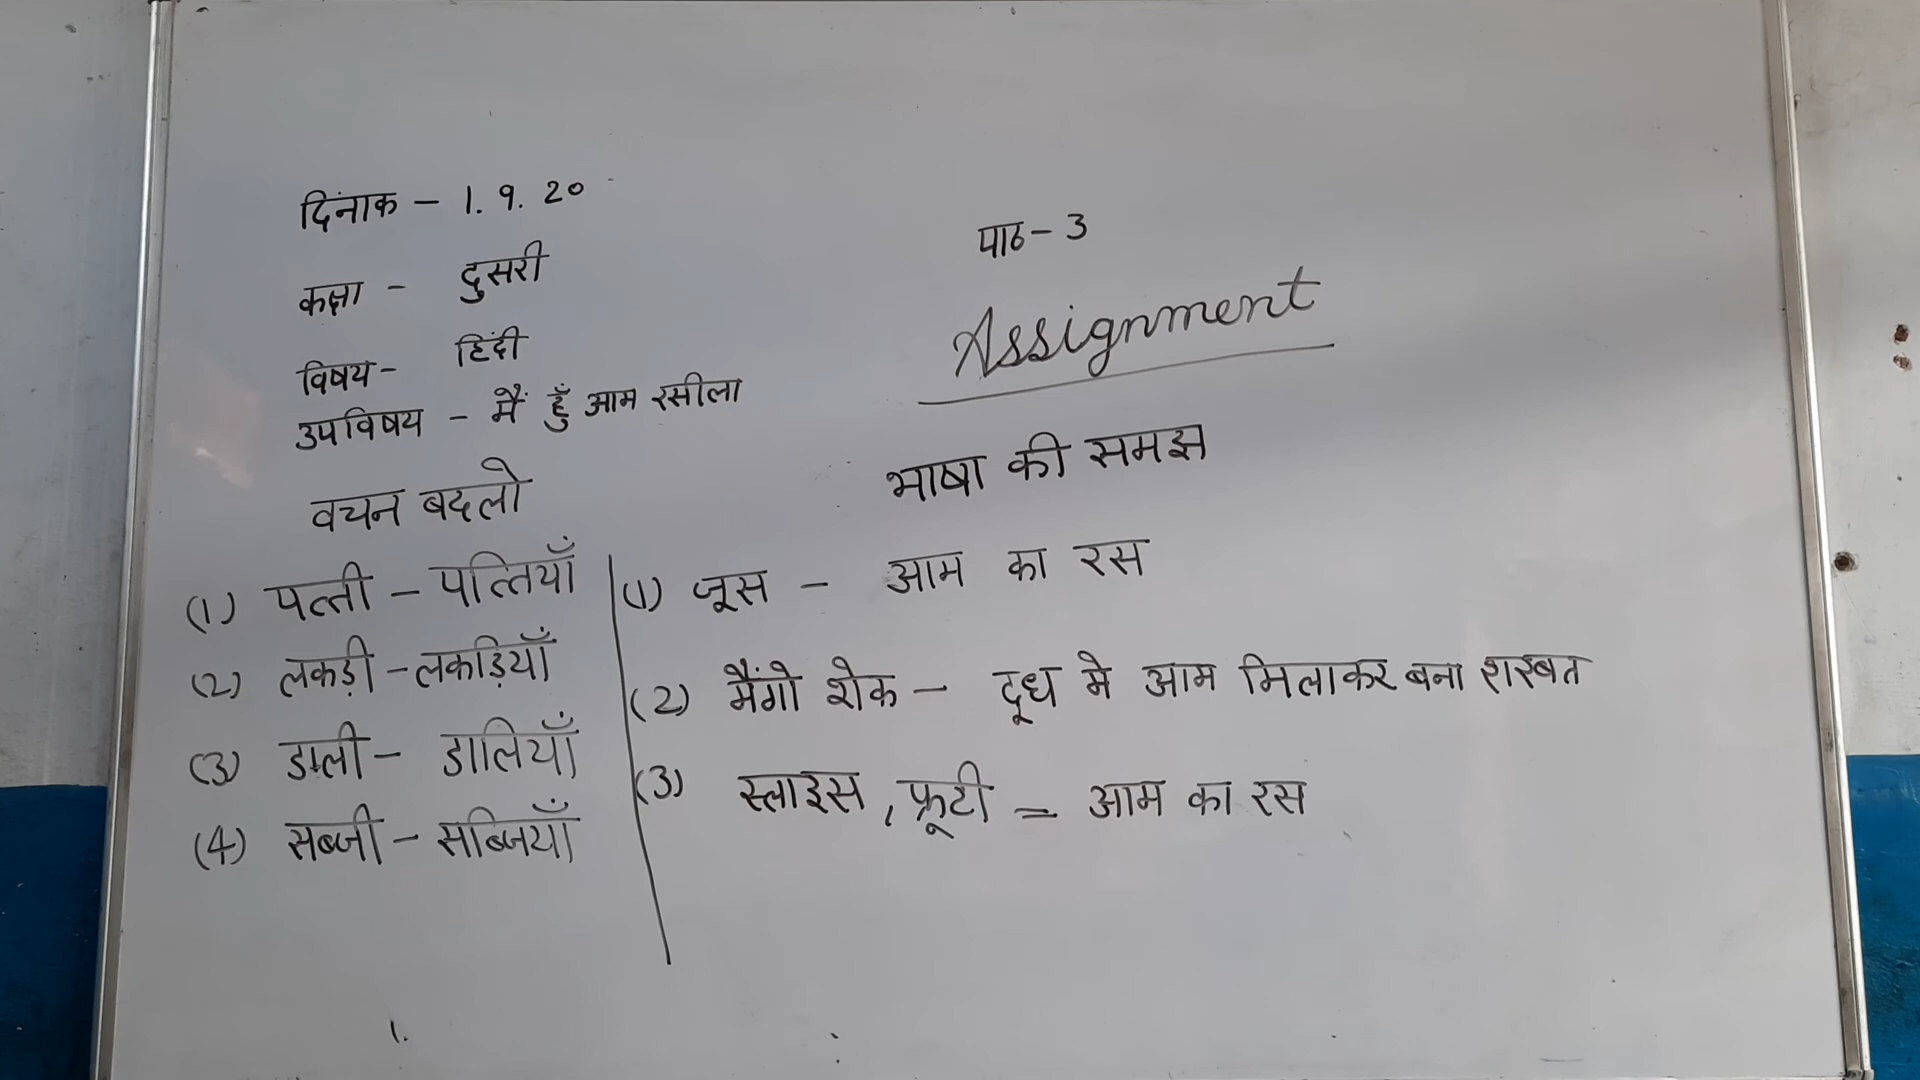 दिंनाक - 1. 9. 20
कक्षा - दुसरी
विषय- हिंदी
उपविषय - मैं हुँ आम रसीला
पाठ- 3
Assignment
वचन बदलो
(1) पत्ती - पत्तियाँ
(2) लकड़ी - लकड़ियाँ
(3) डाली - डालियाँ
(4) सब्जी - सब्जियाँ
भाषा की समझ
(1) जूस - आम का रस
(2) मैंगो शेक - दूध मे आम मिलाकर बना शरबत
(3) स्लाइस , फ्रूटी = आम का रस